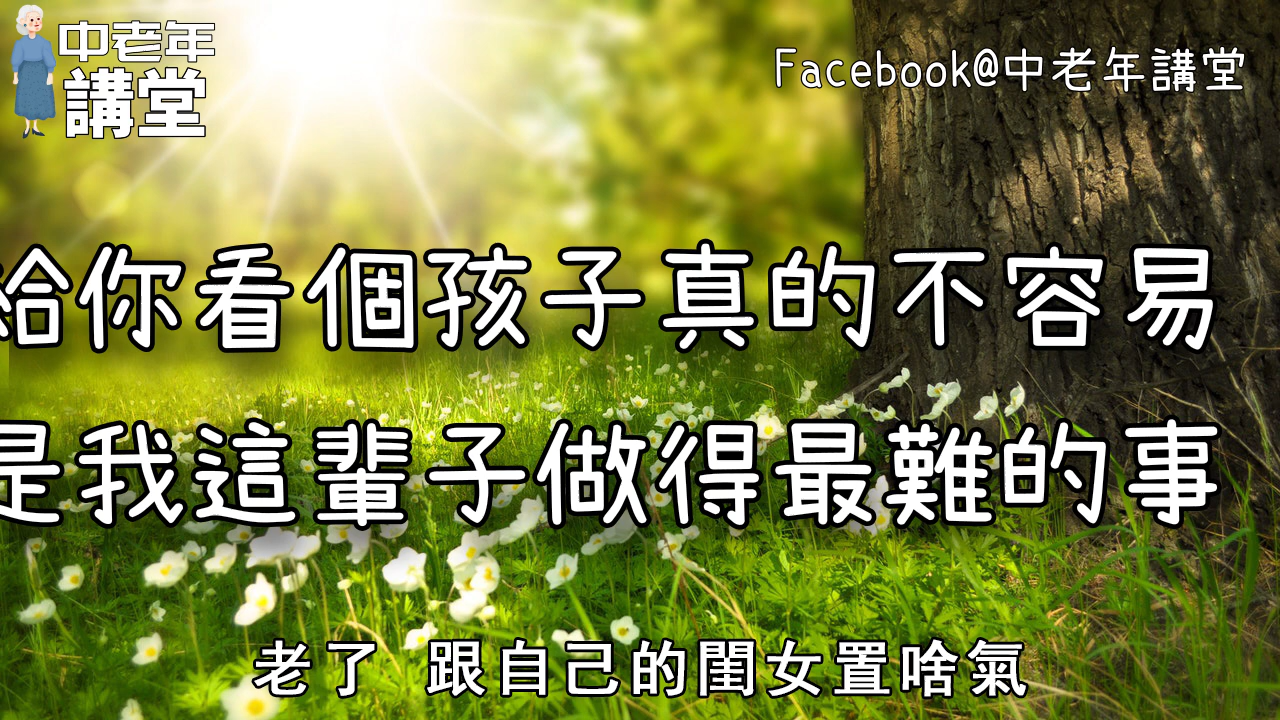 中老年
講堂
Facebook@中老年講堂
給你看個孩子真的不容易
是我這輩子做得最難的事
老了 跟自己的閨女置啥氣